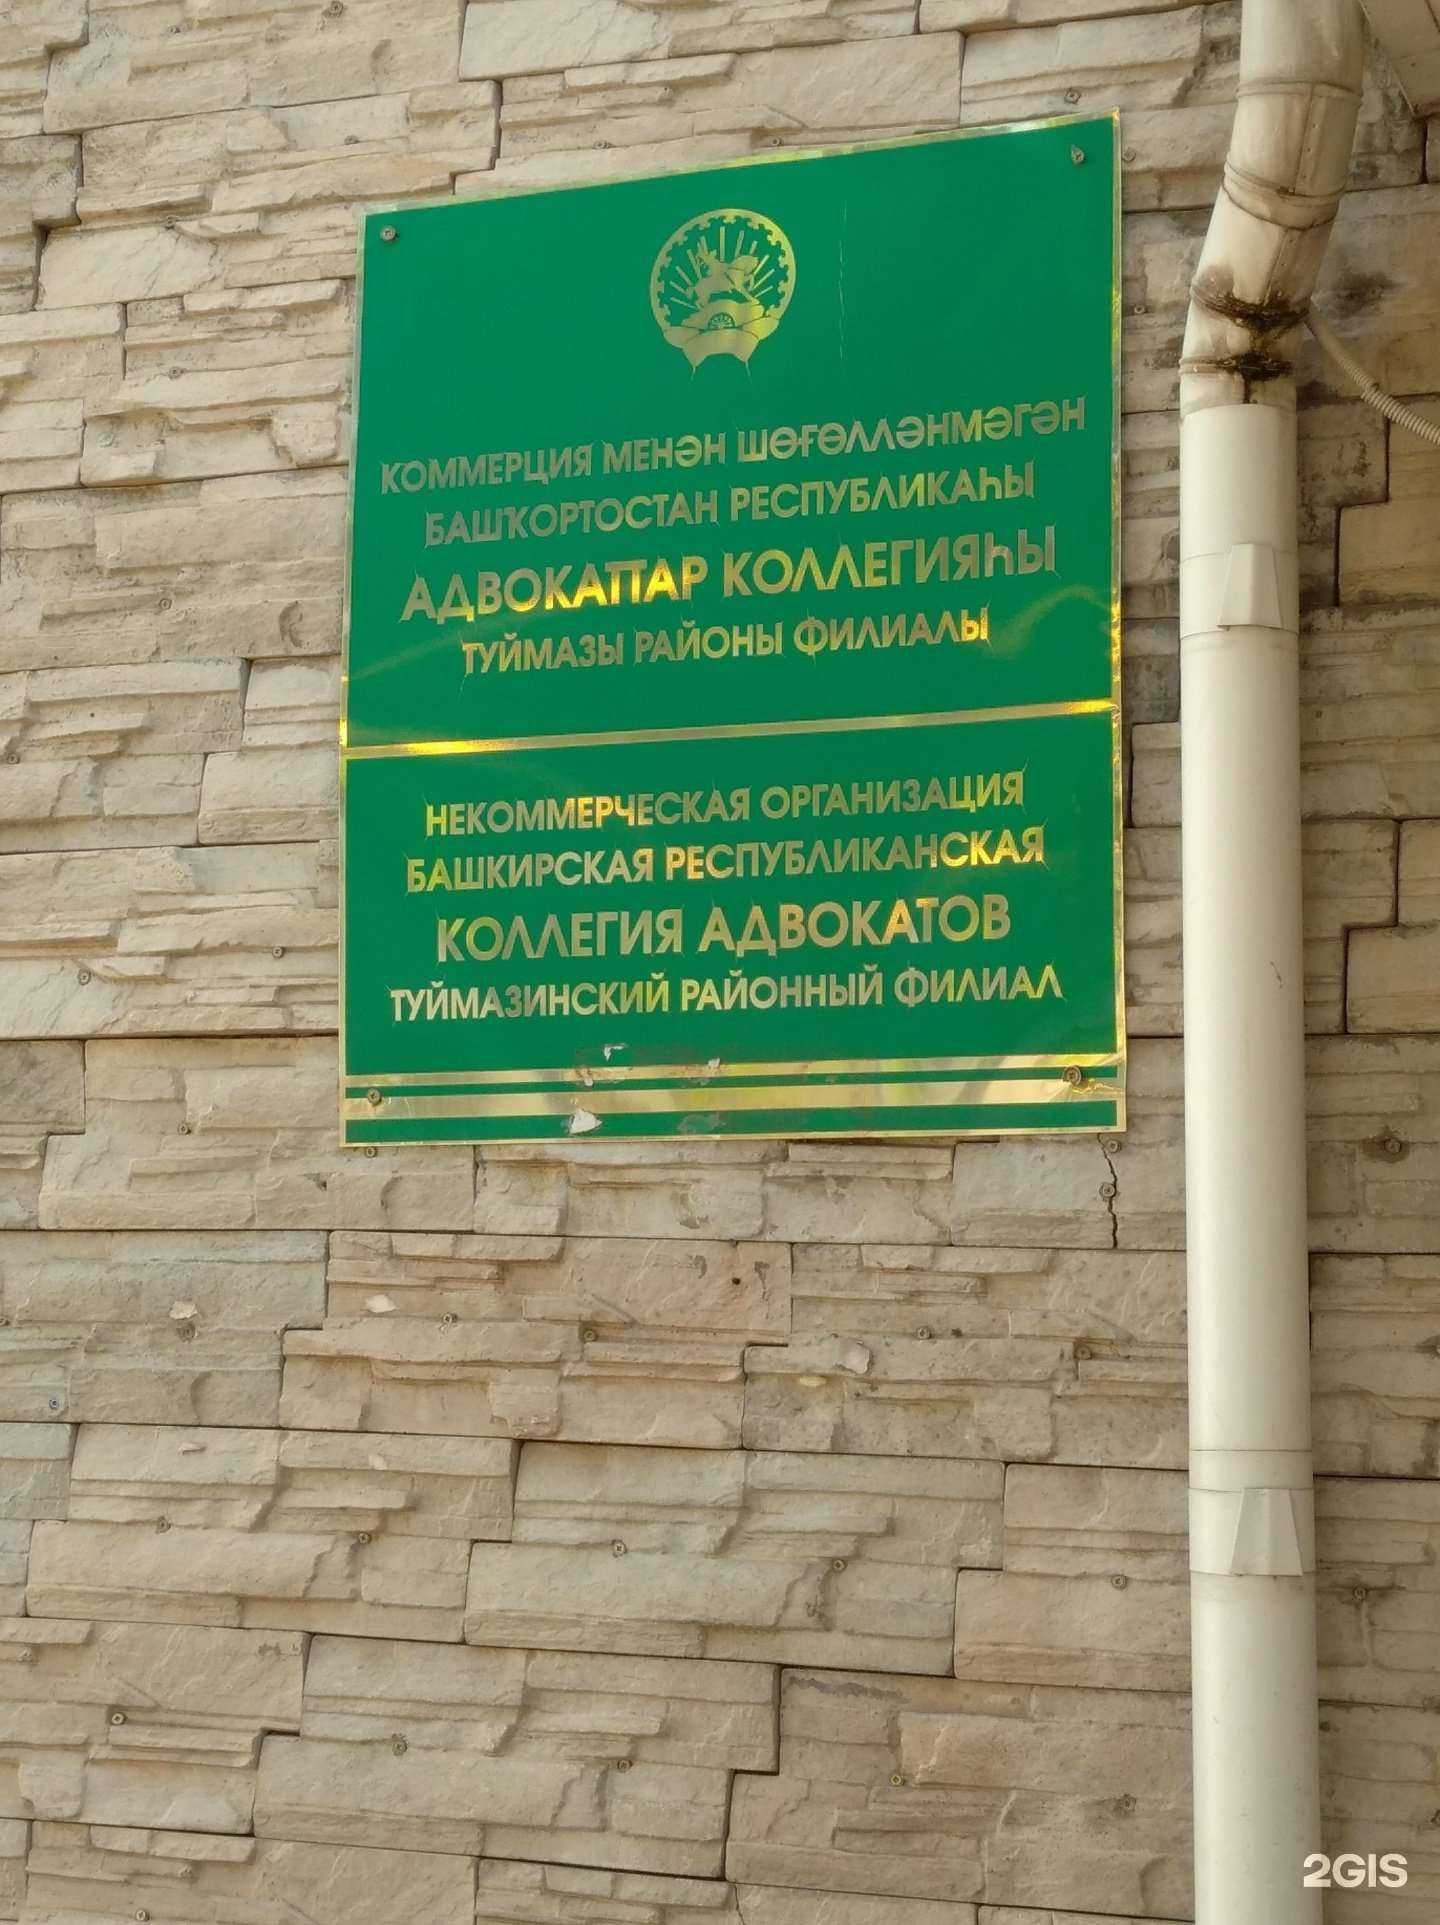 КОММЕРЦИЯ МЕНӘН ШӨҒӨЛЛӘНМӘГӘН
БАШҠОРТОСТАН РЕСПУБЛИКАҺЫ
АДВОКАТТАР КОЛЛЕГИЯҺЫ
ТУЙМАЗЫ РАЙОНЫ ФИЛИАЛЫ
НЕКОММЕРЧЕСКАЯ ОРГАНИЗАЦИЯ
БАШКИРСКАЯ РЕСПУБЛИКАНСКАЯ
КОЛЛЕГИЯ АДВОКАТОВ
ТУЙМАЗИНСКИЙ РАЙОННЫЙ ФИЛИАЛ
2GIS